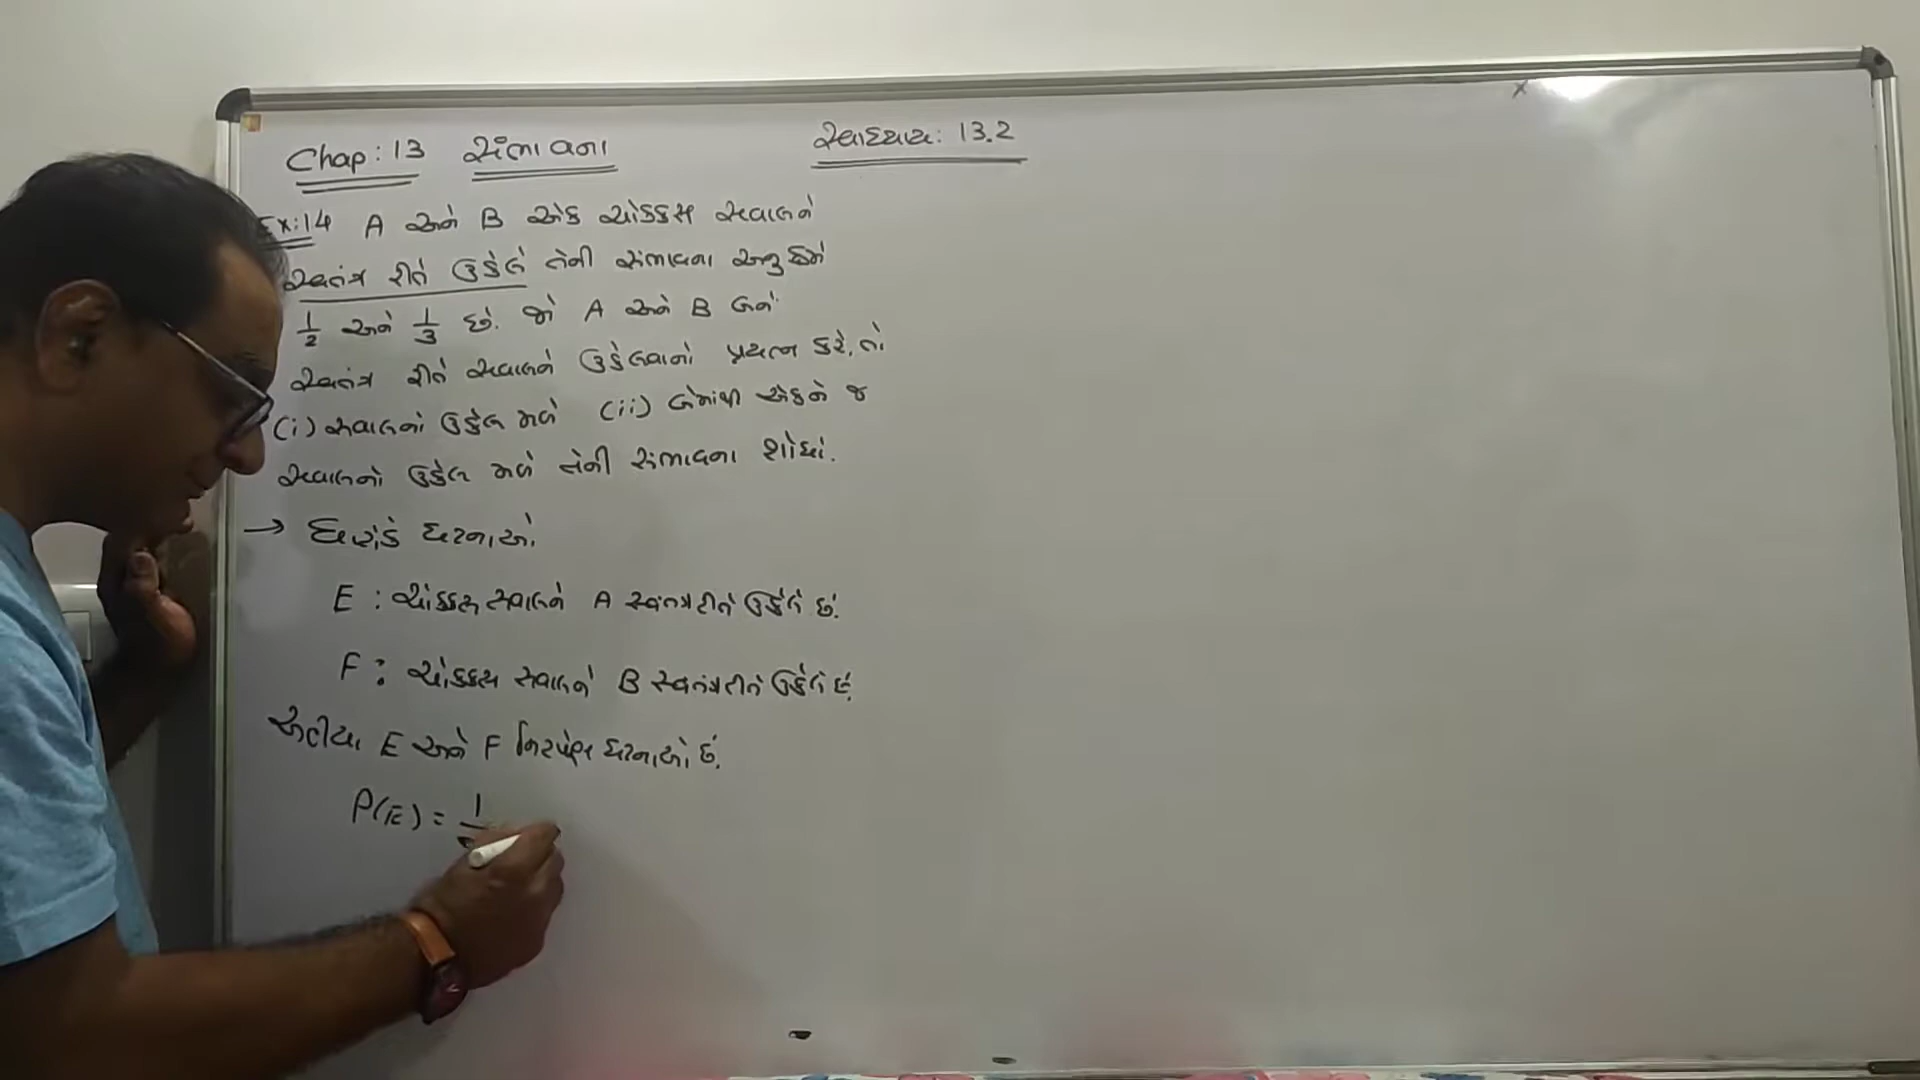 Chap: 13 સંભાવના
સ્વાધ્યાય: 13.2
Ex:14 A અને B એક ચોક્કસ સવાલને
સ્વતંત્ર રીતે ઉકેલે તેની સંભાવના અનુક્રમે
1/2 અને 1/3 છે. જો A અને B બંને
સ્વતંત્ર રીતે સવાલને ઉકેલવાનો પ્રયત્ન કરે, તો
(i) સવાલનો ઉકેલ મળે (ii) બેમાંથી એકને જ
સવાલનો ઉકેલ મળે તેની સંભાવના શોધો.
→ ધારોકે ઘટનાઓ
E : ચોક્કસ સવાલને A સ્વતંત્ર રીતે ઉકેલે છે.
F : ચોક્કસ સવાલને B સ્વતંત્ર રીતે ઉકેલે છે.
અહીંયા E અને F નિરપેક્ષ ઘટનાઓ છે.
P(E) = 1